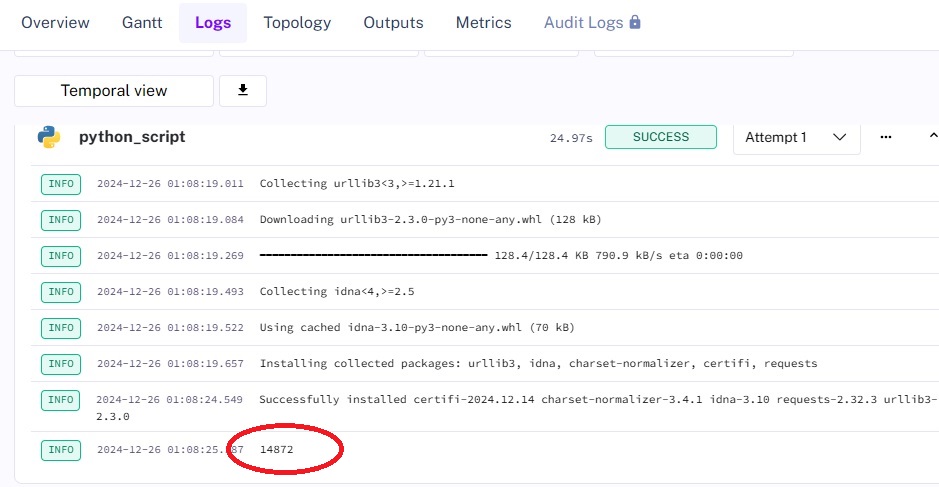 Overview Gantt Logs Topology Outputs Metrics Audit Logs
Temporal view
python_script 24.97s SUCCESS Attempt 1
INFO 2024-12-26 01:08:19.011 Collecting urllib3<3,>=1.21.1
INFO 2024-12-26 01:08:19.084 Downloading urllib3-2.3.0-py3-none-any.whl (128 kB)
INFO 2024-12-26 01:08:19.269 ━━━━━━━━━━━━━━━━━━━━━━━━━━━━━━━━━━━━━━ 128.4/128.4 KB 790.9 kB/s eta 0:00:00
INFO 2024-12-26 01:08:19.493 Collecting idna<4,>=2.5
INFO 2024-12-26 01:08:19.522 Using cached idna-3.10-py3-none-any.whl (70 kB)
INFO 2024-12-26 01:08:19.657 Installing collected packages: urllib3, idna, charset-normalizer, certifi, requests
INFO 2024-12-26 01:08:24.549 Successfully installed certifi-2024.12.14 charset-normalizer-3.4.1 idna-3.10 requests-2.32.3 urllib3-
2.3.0
INFO 2024-12-26 01:08:25. 87 14872